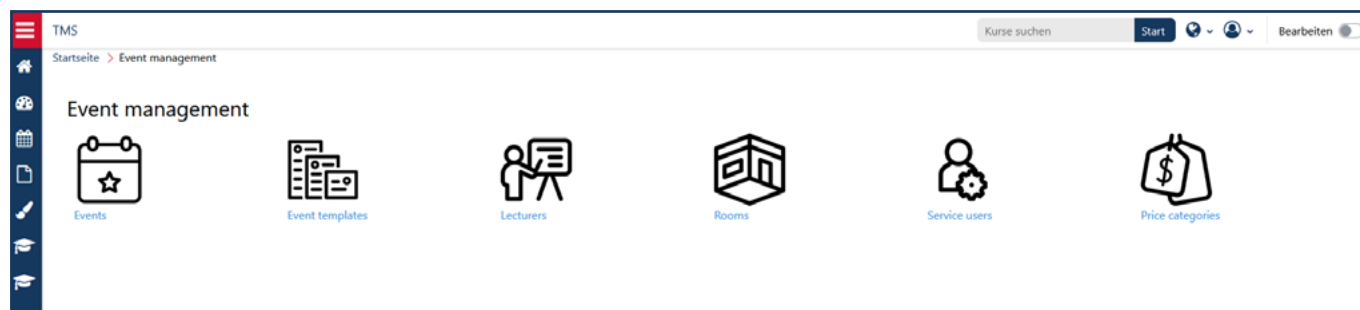 TMS
Kurse suchen
Start
Bearbeiten
Startseite > Event management
Event management
Events
Event templates
Lecturers
Rooms
Service users
Price categories